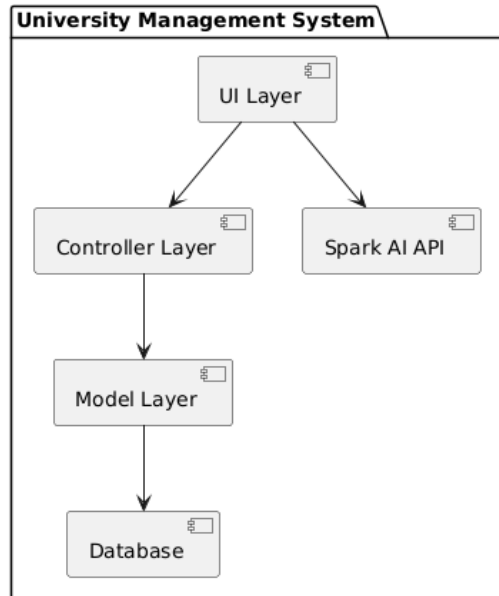 University Management System
UI Layer
Controller Layer
Spark AI API
Model Layer
Database